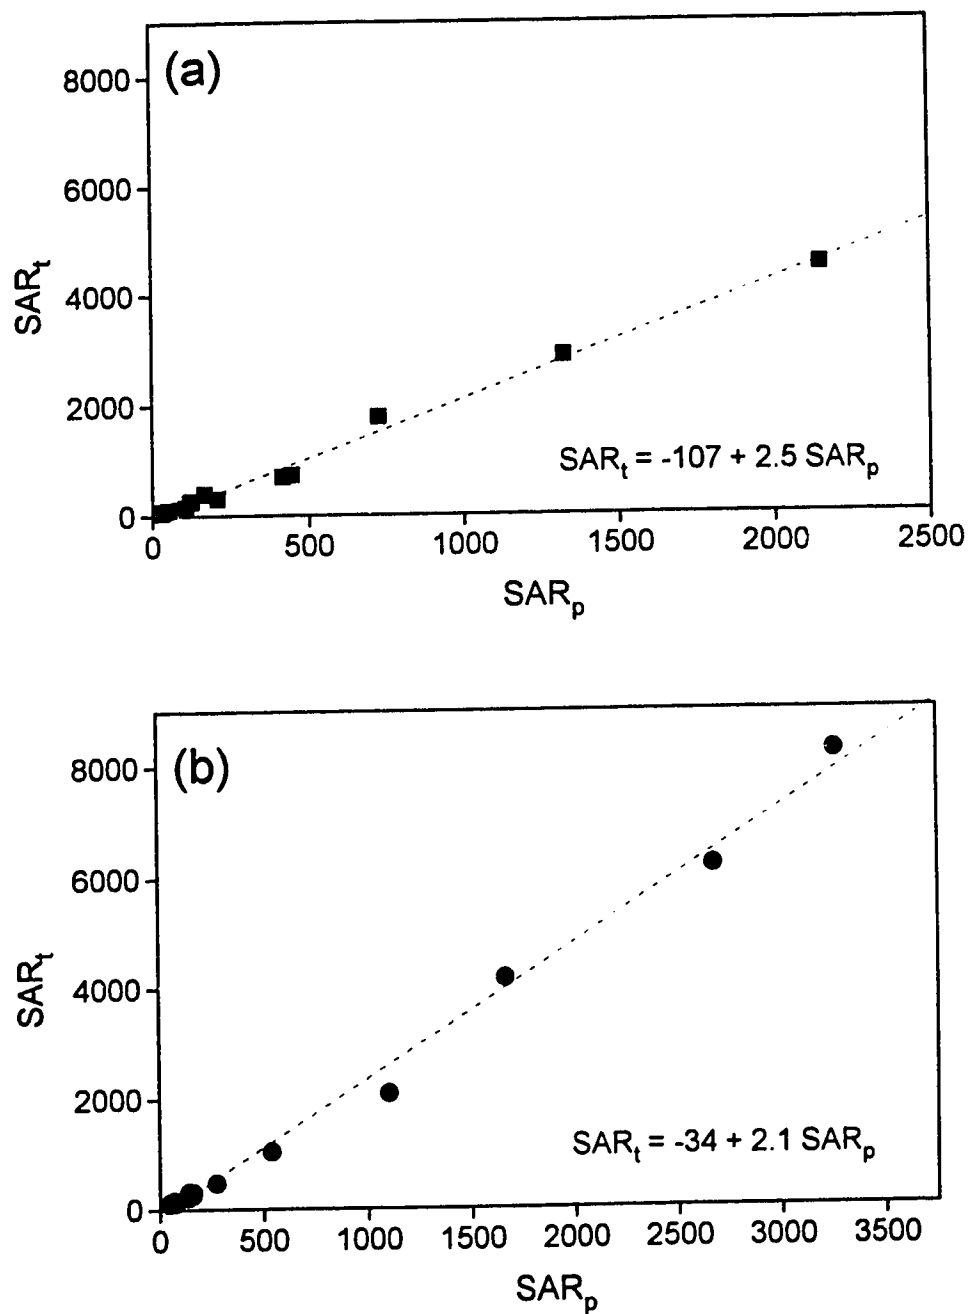 (a)
8000
6000
4000
2000
0
SARₜ
SARₜ = -107 + 2.5 SARₚ
0 500 1000 1500 2000 2500
SARₚ
(b)
8000
6000
4000
2000
0
SARₜ
SARₜ = -34 + 2.1 SARₚ
0 500 1000 1500 2000 2500 3000 3500
SARₚ